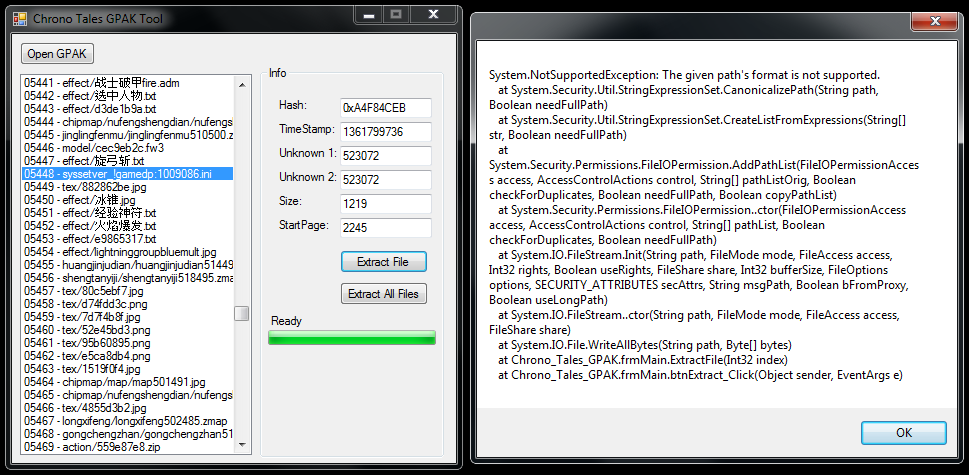 Chrono Tales GPAK Tool
Open GPAK
05441 - effect/战士破甲fire.adm
05442 - effect/选中人物.txt
05443 - effect/d3de1b9a.txt
05444 - chipmap/nufengshengdian/nufengs
05445 - jinglingfenmu/jinglingfenmu510500.z
05446 - model/cec9eb2c.fw3
05447 - effect/旋弓斩.txt
05448 - syssetver_!gamedp:1009086.ini
05449 - tex/882862be.jpg
05450 - effect/冰锥.jpg
05451 - effect/经验神符.txt
05452 - effect/火焰爆发.txt
05453 - effect/e9865317.txt
05454 - effect/lightninggroupbluemult.jpg
05455 - huangjinjudian/huangjinjudian51449
05456 - shengtanyiji/shengtanyiji518495.zma
05457 - tex/80c5ebf7.jpg
05458 - tex/d74fdd3c.png
05459 - tex/7d7f4b8f.jpg
05460 - tex/52e45bd3.png
05461 - tex/95b60895.png
05462 - tex/e5ca8db4.png
05463 - tex/1519f0f4.jpg
05464 - chipmap/map/map501491.jpg
05465 - chipmap/nufengshengdian/nufengs
05466 - tex/4855d3b2.jpg
05467 - longxifeng/longxifeng502485.zmap
05468 - gongchengzhan/gongchengzhan51
05469 - action/559e87e8.zip
Info
Hash: 0xA4F84CEB
TimeStamp: 1361799736
Unknown 1: 523072
Unknown 2: 523072
Size: 1219
StartPage: 2245
Extract File
Extract All Files
Ready
System.NotSupportedException: The given path's format is not supported.
at System.Security.Util.StringExpressionSet.CanonicalizePath(String path,
Boolean needFullPath)
at System.Security.Util.StringExpressionSet.CreateListFromExpressions(String[]
str, Boolean needFullPath)
at
System.Security.Permissions.FileIOPermission.AddPathList(FileIOPermissionAcces
s access, AccessControlActions control, String[] pathListOrig, Boolean
checkForDuplicates, Boolean needFullPath, Boolean copyPathList)
at System.Security.Permissions.FileIOPermission..ctor(FileIOPermissionAccess
access, AccessControlActions control, String[] pathList, Boolean
checkForDuplicates, Boolean needFullPath)
at System.IO.FileStream.Init(String path, FileMode mode, FileAccess access,
Int32 rights, Boolean useRights, FileShare share, Int32 bufferSize, FileOptions
options, SECURITY_ATTRIBUTES secAttrs, String msgPath, Boolean bFromProxy,
Boolean useLongPath)
at System.IO.FileStream..ctor(String path, FileMode mode, FileAccess access,
FileShare share)
at System.IO.File.WriteAllBytes(String path, Byte[] bytes)
at Chrono_Tales_GPAK.frmMain.ExtractFile(Int32 index)
at Chrono_Tales_GPAK.frmMain.btnExtract_Click(Object sender, EventArgs e)
OK